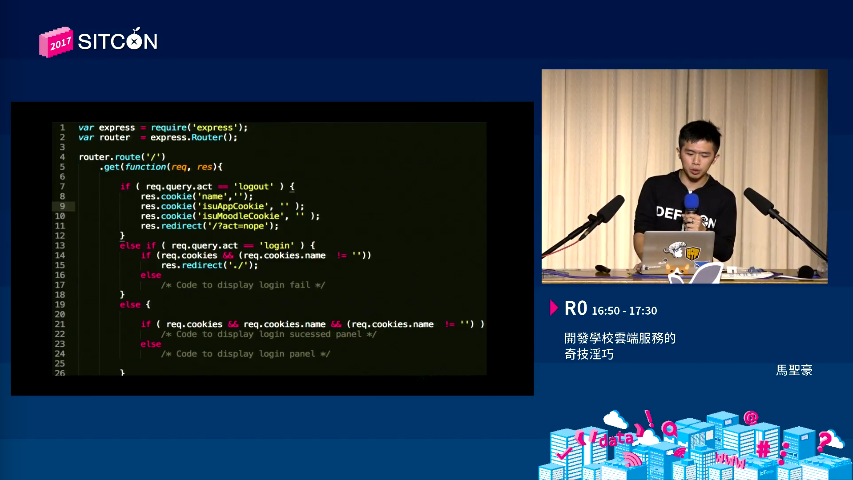 2017 SITCON
1 var express = require('express');
2 var router = express.Router();
3
4 router.route('/')
5 .get(function(req, res){
6
7 if ( req.query.act == 'logout' ) {
8 res.cookie('name','');
9 res.cookie('isuAppCookie', '' );
10 res.cookie('isuMoodleCookie', '' );
11 res.redirect('/?act=nope');
12 }
13 else if ( req.query.act == 'login' ) {
14 if (req.cookies && (req.cookies.name != ''))
15 res.redirect('./');
16 else
17 /* Code to display login fail */
18 }
19 else {
20
21 if ( req.cookies && req.cookies.name && (req.cookies.name != '') )
22 /* Code to display login sucessed panel */
23 else
24 /* Code to display login panel */
25
26 }
R0 16:50 - 17:30
開發學校雲端服務的
奇技淫巧
馬聖豪
data
www
@
#
?